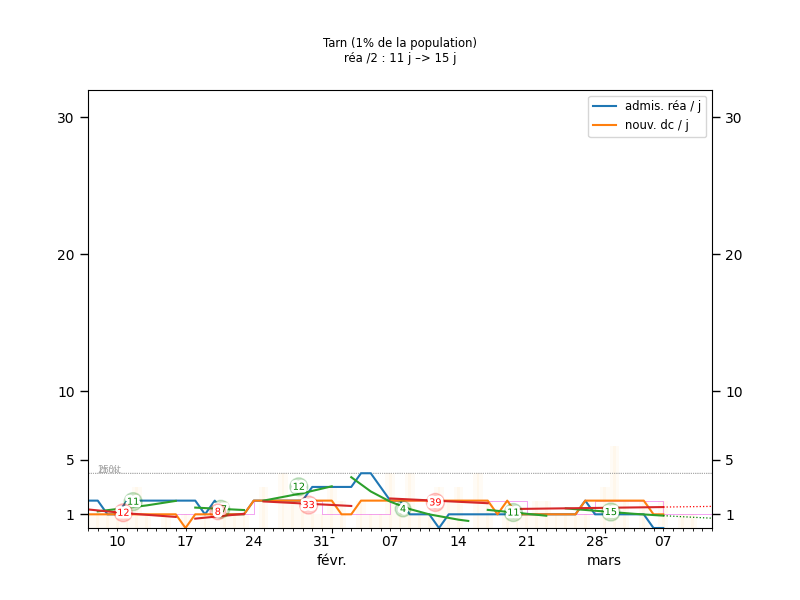 Tarn (1% de la population)
réa /2 : 11 j –> 15 j
admis. réa / j
nouv. dc / j
30 30
20 20
10 10
5 5
1 1
11
12
8
7
12
33
4
39
11
15
10 17 24 31 07 14 21 28 07
févr. mars